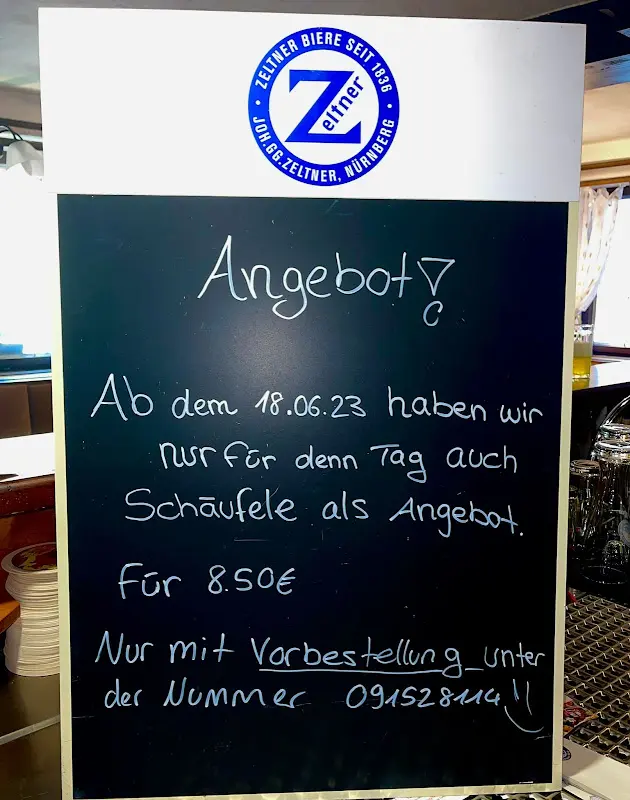 ZELTNER BIERE SEIT 1836
Zeltner
JOH.GG.ZELTNER, NÜRNBERG
Angebot!
Ab dem 18.06.23 haben wir
nur für denn Tag auch
Schäufele als Angebot.
Für 8.50€
Nur mit Vorbestellung unter
der Nummer 091528114